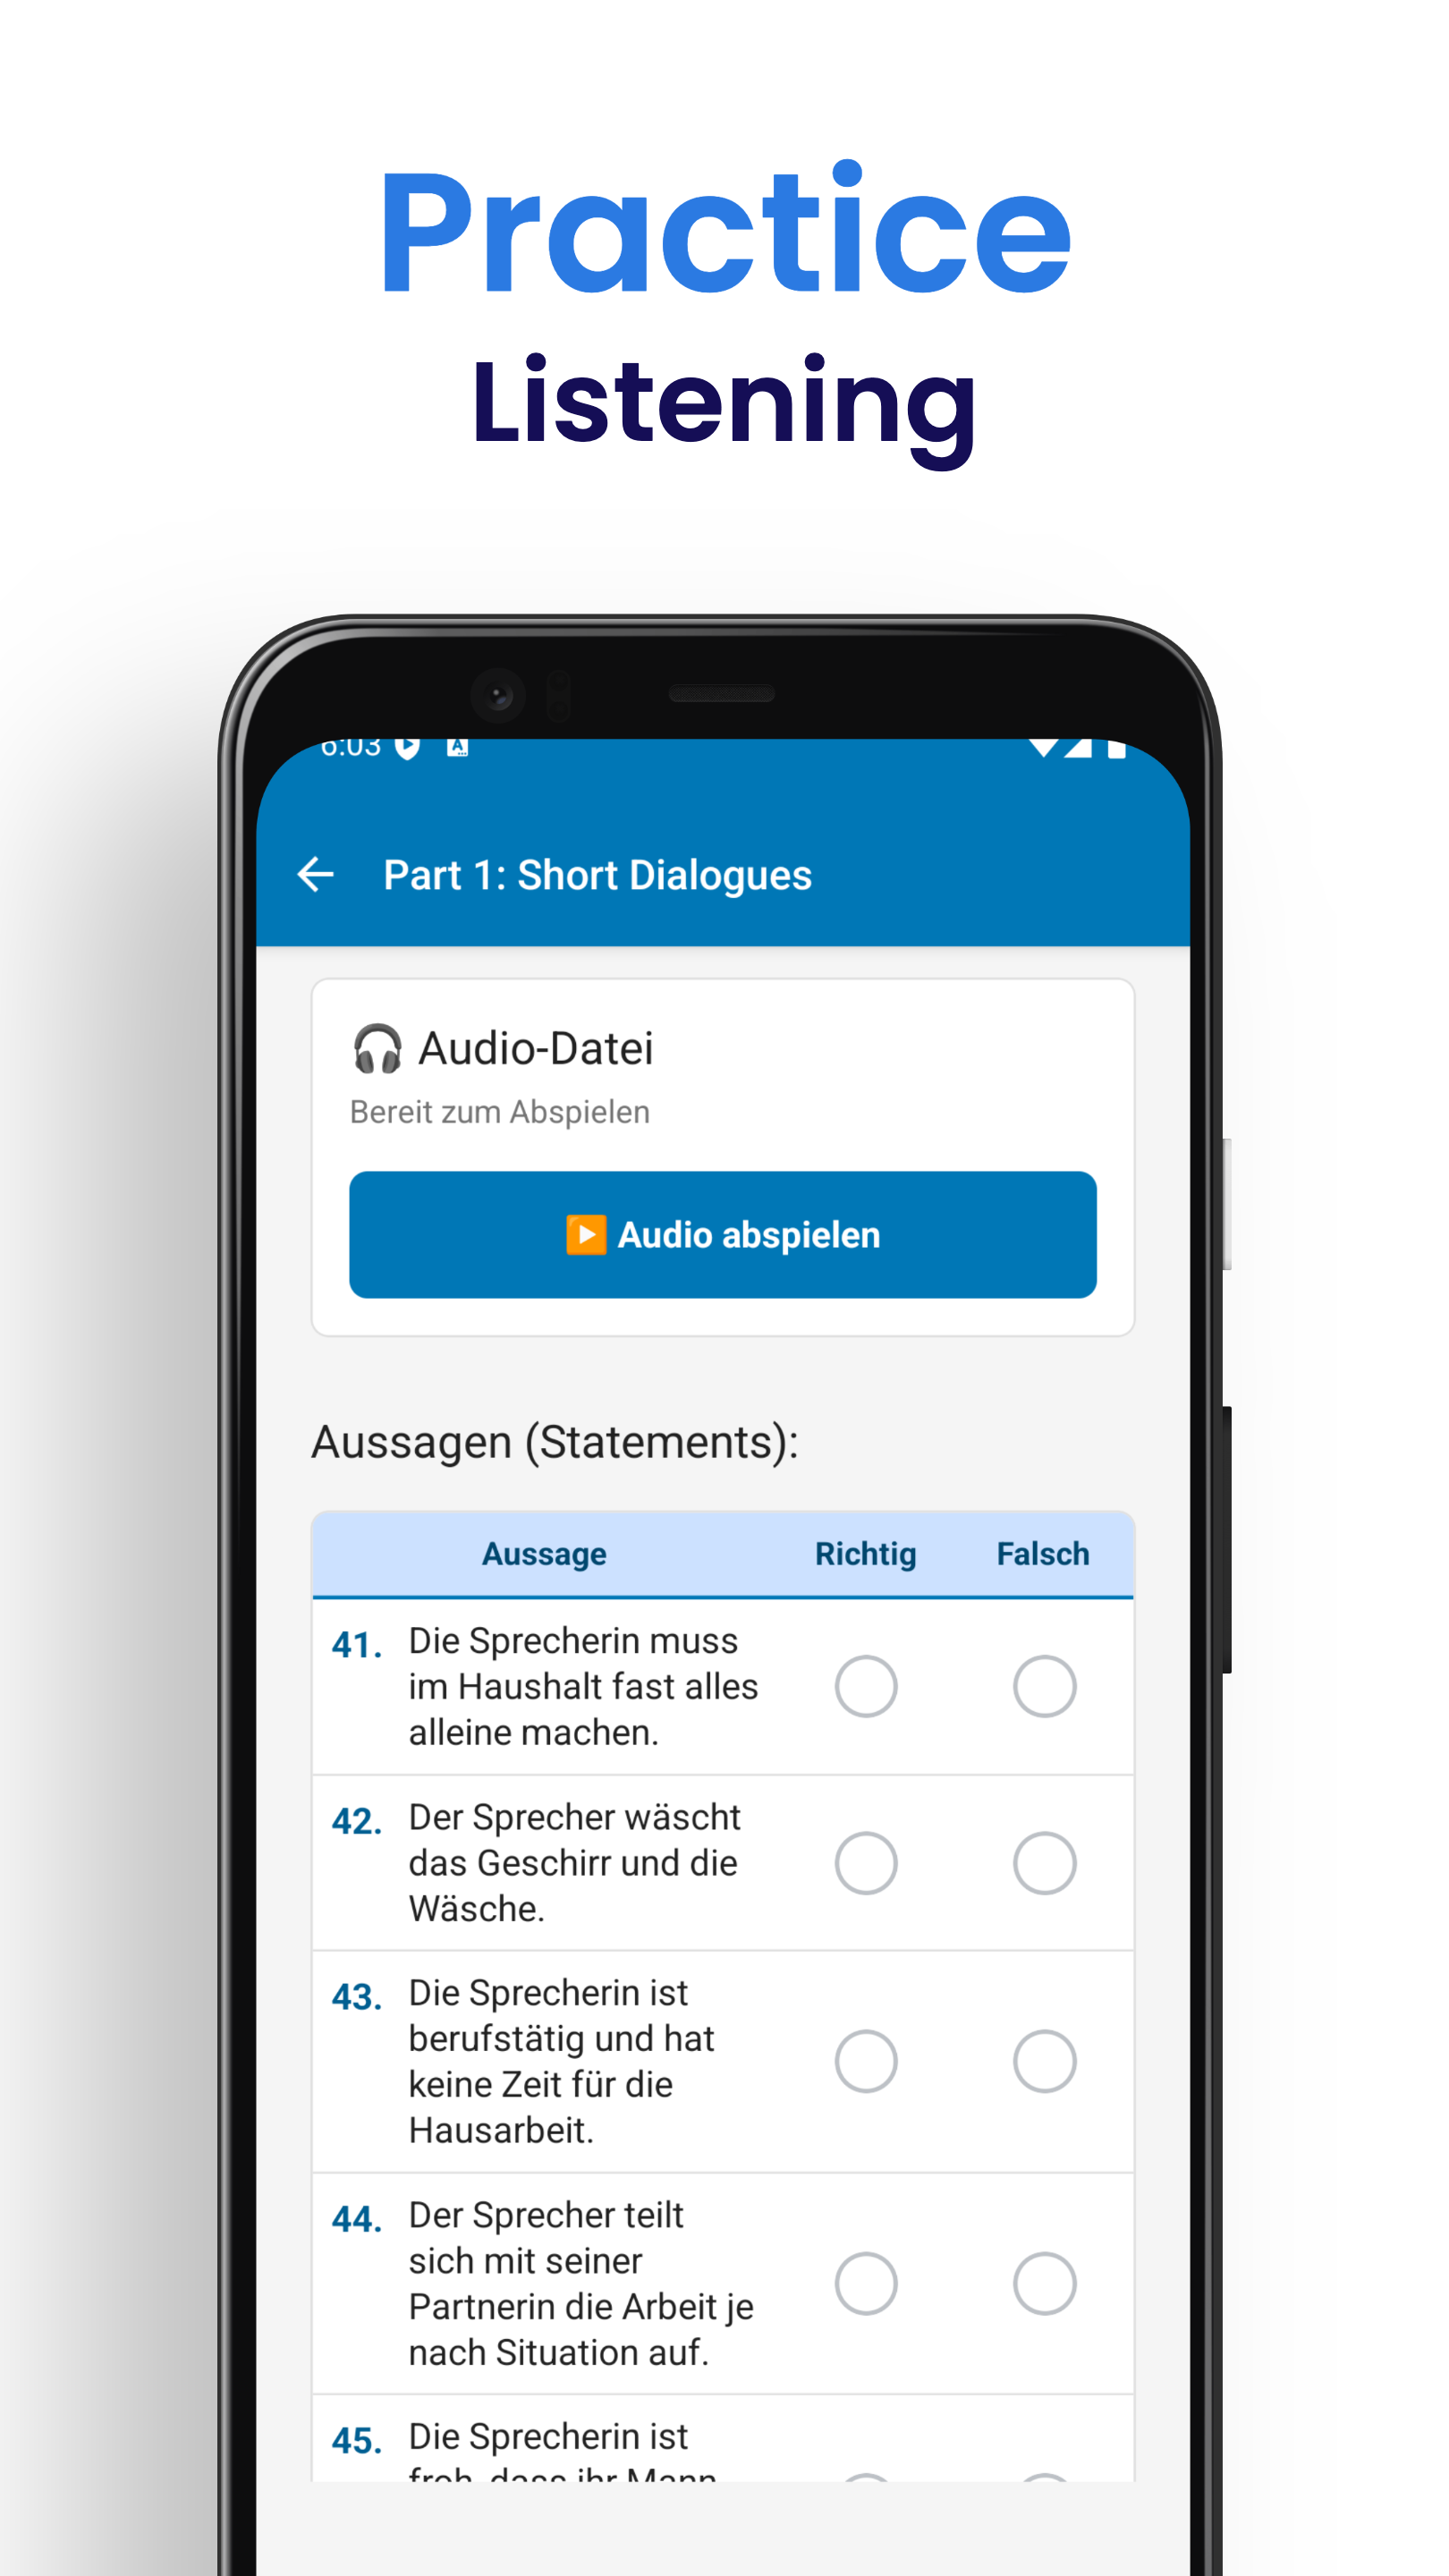 Practice
Listening
6:03
Part 1: Short Dialogues
Audio-Datei
Bereit zum Abspielen
Audio abspielen
Aussagen (Statements):
Aussage Richtig Falsch
41. Die Sprecherin muss
im Haushalt fast alles
alleine machen.
42. Der Sprecher wäscht
das Geschirr und die
Wäsche.
43. Die Sprecherin ist
berufstätig und hat
keine Zeit für die
Hausarbeit.
44. Der Sprecher teilt
sich mit seiner
Partnerin die Arbeit je
nach Situation auf.
45. Die Sprecherin ist
froh, dass ihr Mann